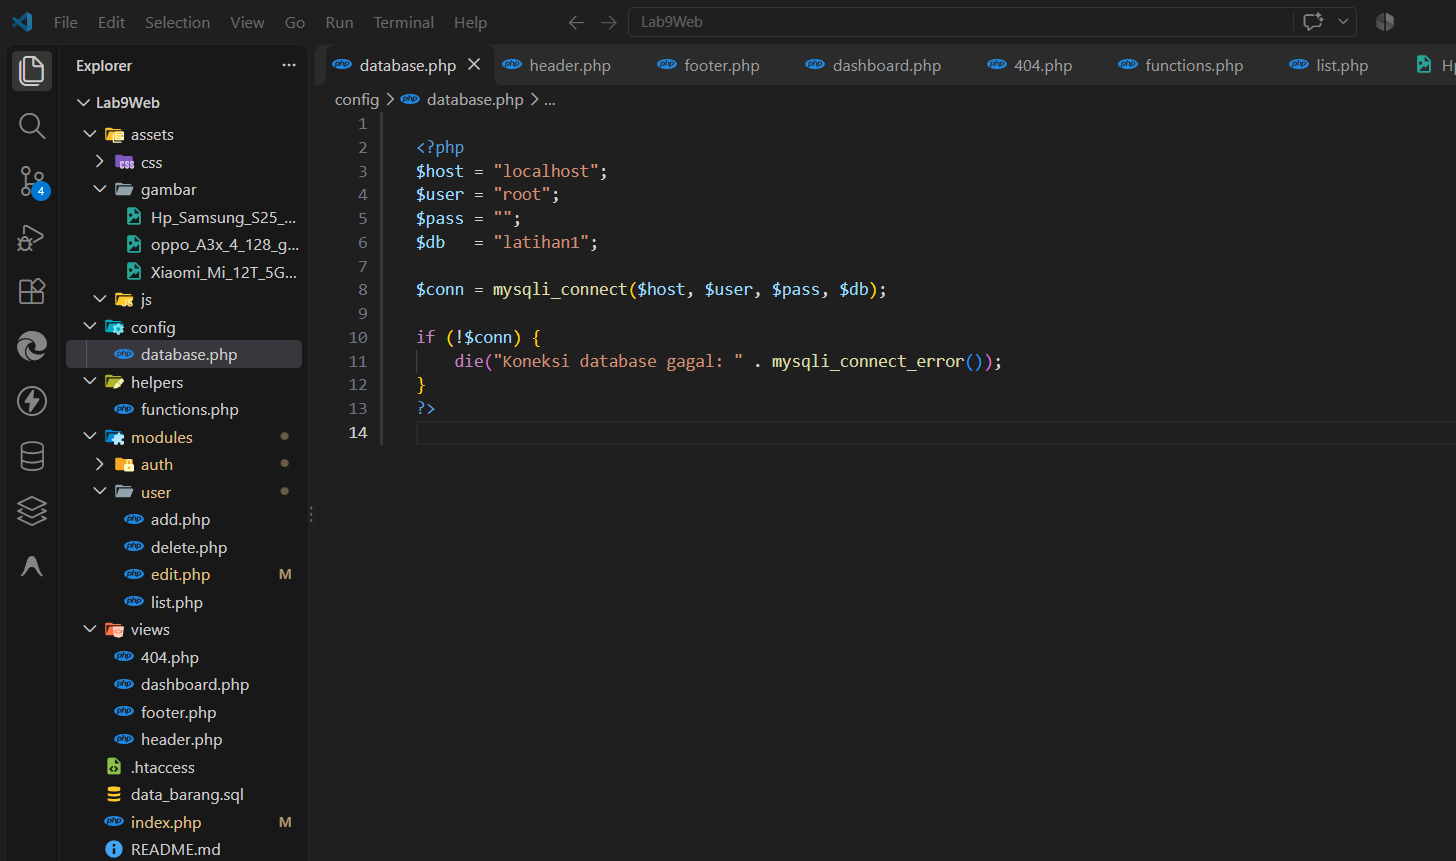 File Edit Selection View Go Run Terminal Help
Lab9Web
Explorer
Lab9Web
assets
css
gambar
Hp_Samsung_S25_...
oppo_A3x_4_128_g...
Xiaomi_Mi_12T_5G...
js
config
database.php
helpers
functions.php
modules
auth
user
add.php
delete.php
edit.php M
list.php
views
404.php
dashboard.php
footer.php
header.php
.htaccess
data_barang.sql
index.php M
README.md
4
database.php header.php footer.php dashboard.php 404.php functions.php list.php
config > database.php > ...
1
2 <?php
3 $host = "localhost";
4 $user = "root";
5 $pass = "";
6 $db   = "latihan1";
7
8 $conn = mysqli_connect($host, $user, $pass, $db);
9
10 if (!$conn) {
11     die("Koneksi database gagal: " . mysqli_connect_error());
12 }
13 ?>
14